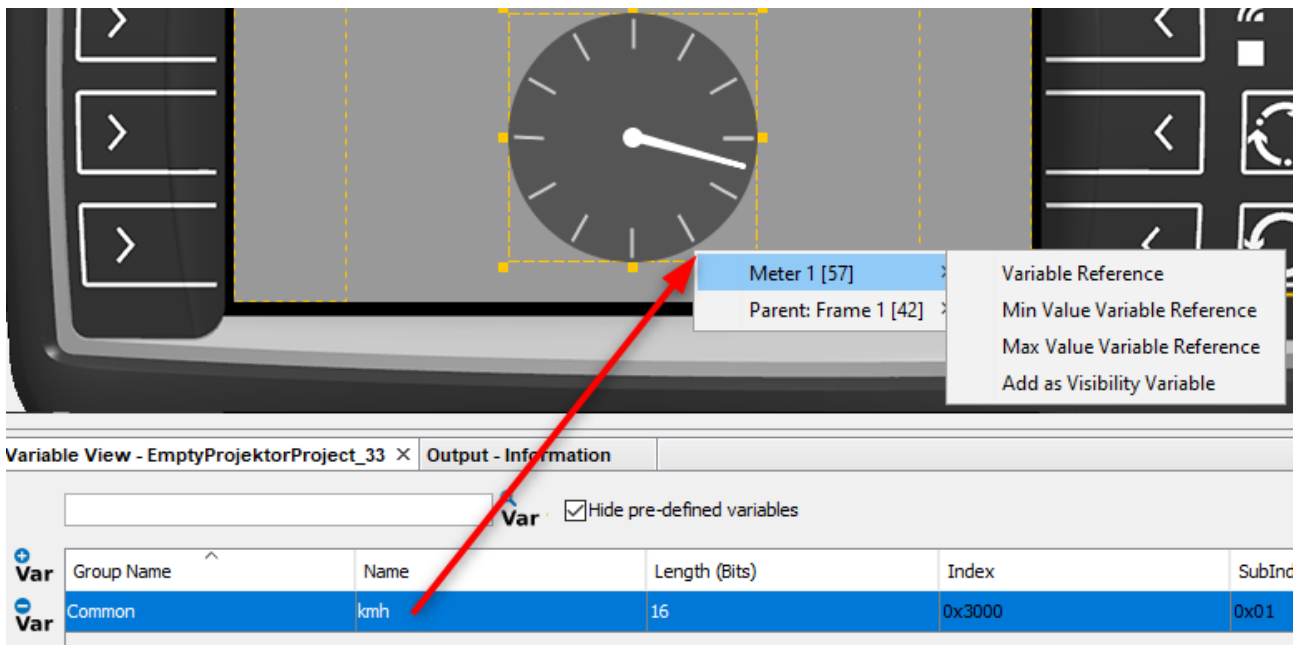 Meter 1 [57]
Variable Reference
Parent: Frame 1 [42]
Min Value Variable Reference
Max Value Variable Reference
Add as Visibility Variable
Variable View - EmptyProjektorProject_33
Output - Information
Var
Hide pre-defined variables
Var
Group Name
Name
Length (Bits)
Index
SubInd
Var
Common
kmh
16
0x3000
0x01